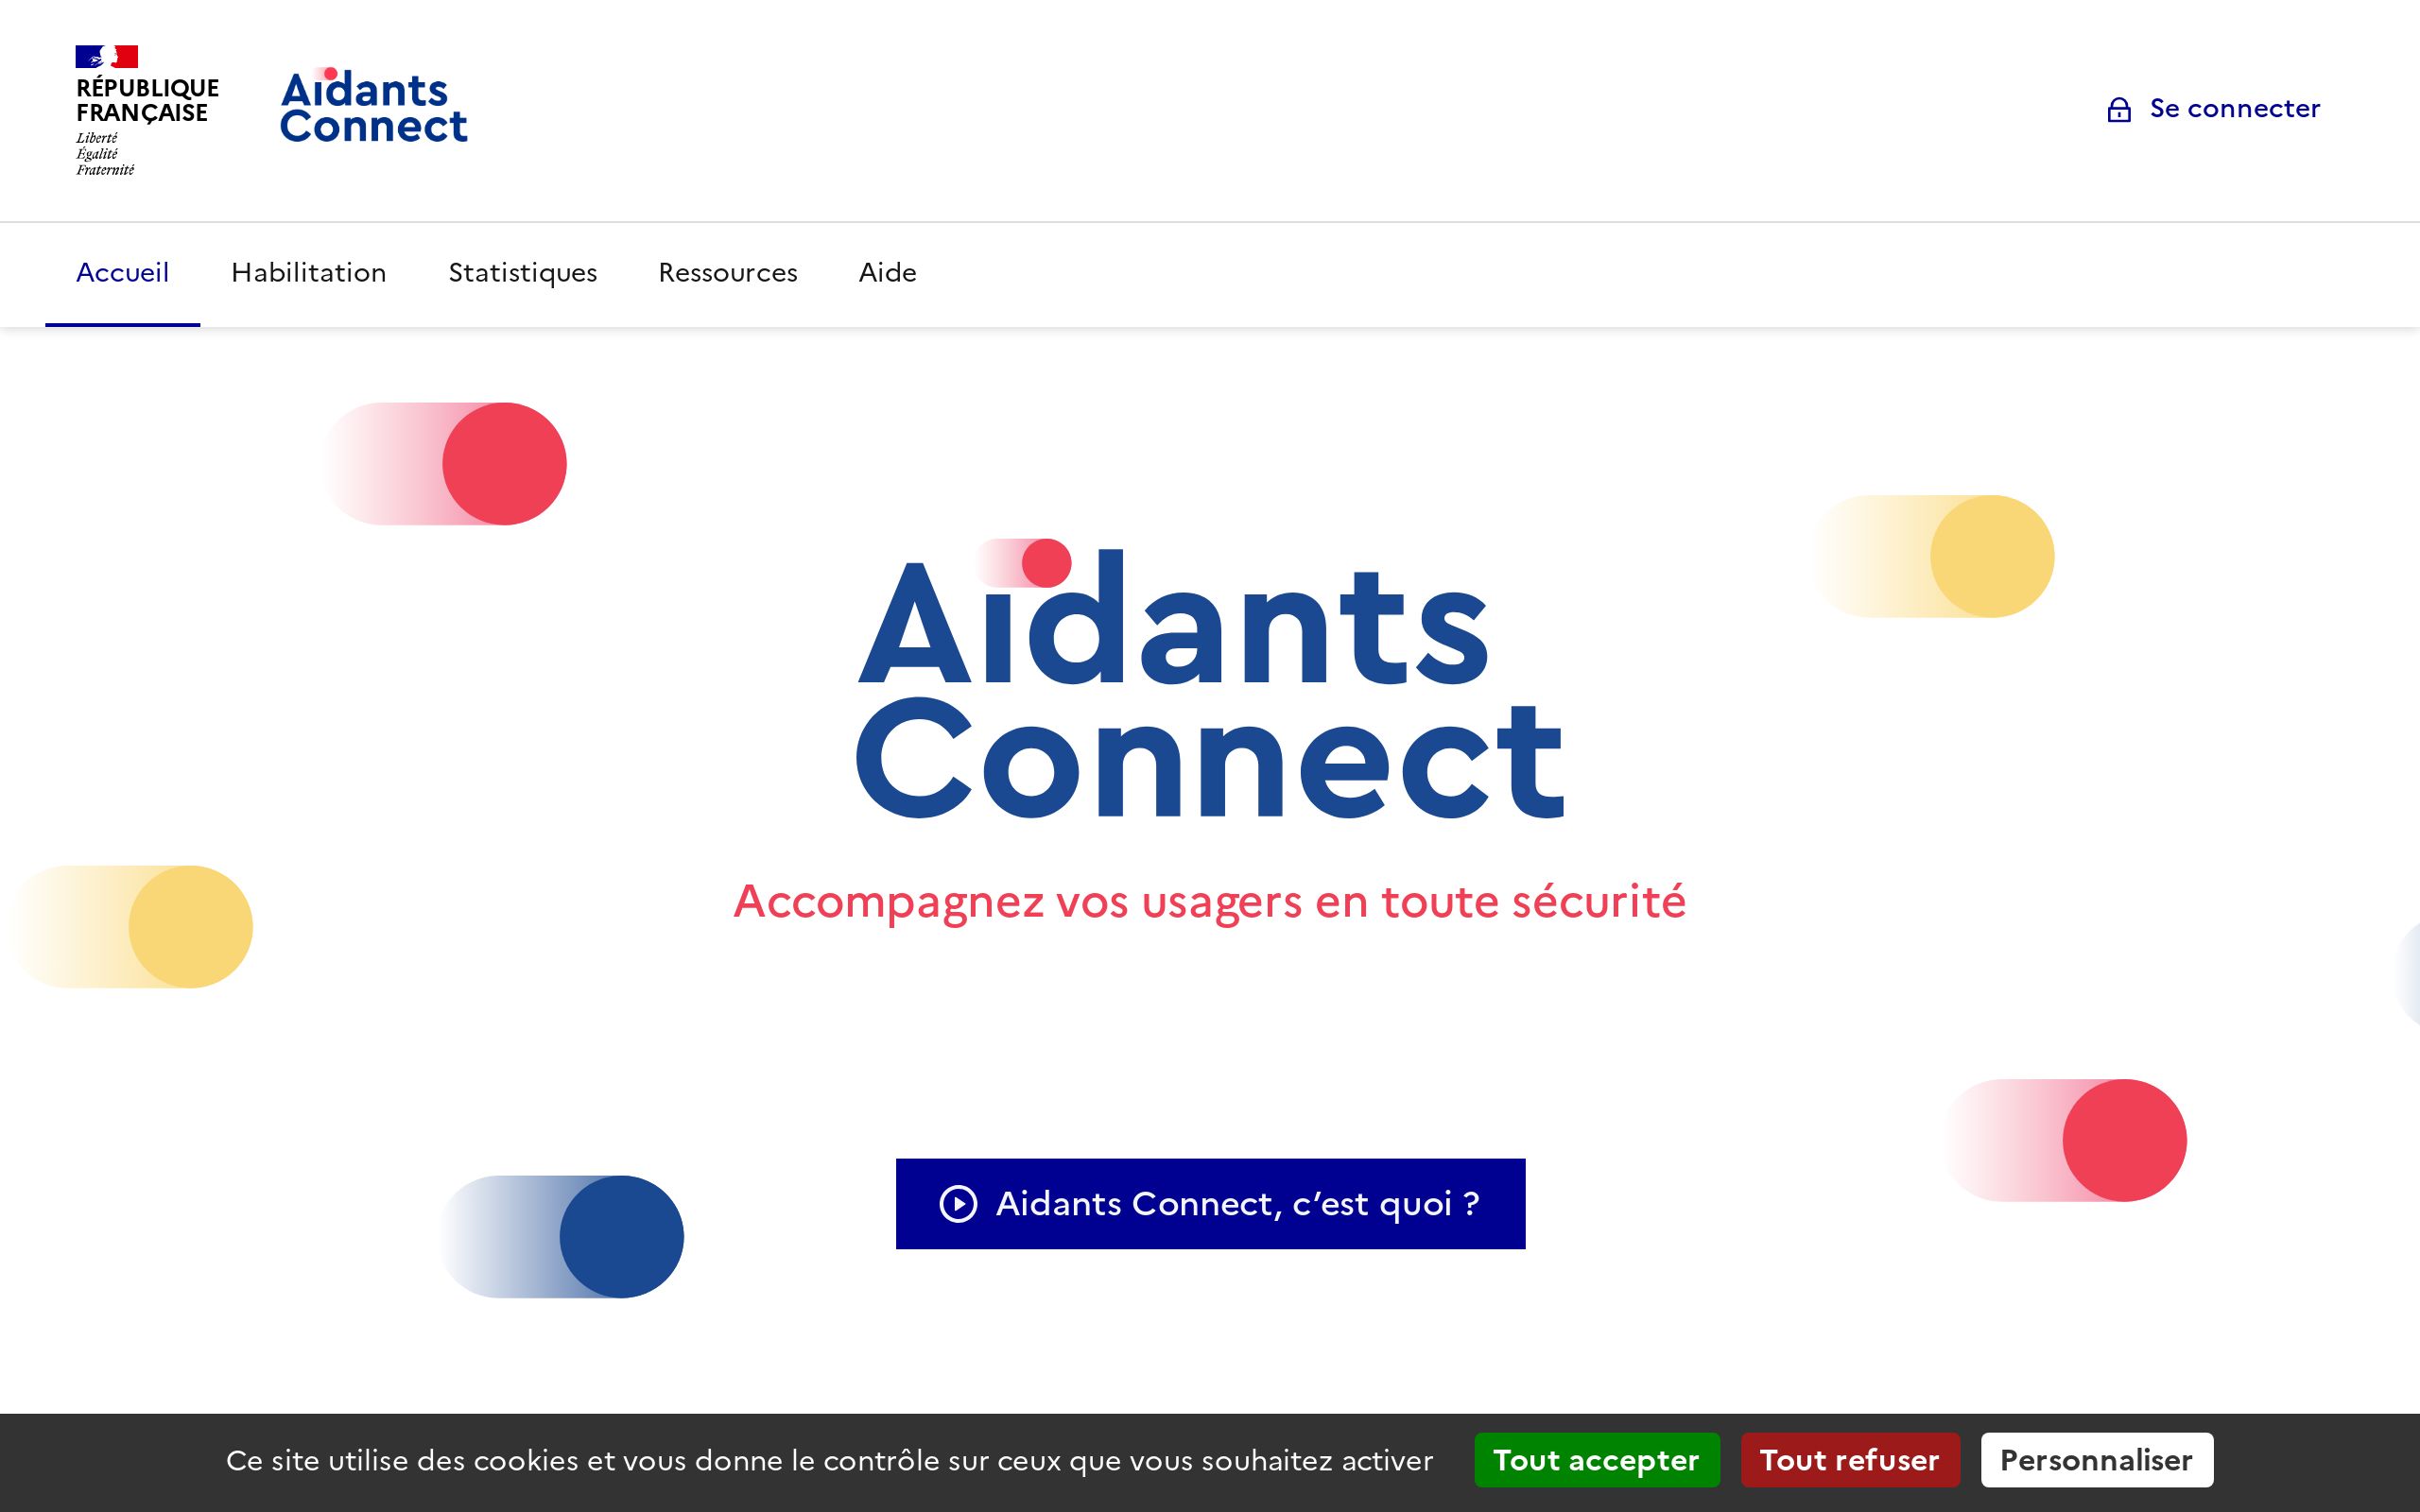 RÉPUBLIQUE
FRANÇAISE
Liberté
Égalité
Fraternité
Aidants
Connect
Se connecter
Accueil
Habilitation
Statistiques
Ressources
Aide
Aidants
Connect
Accompagnez vos usagers en toute sécurité
Aidants Connect, c’est quoi ?
Ce site utilise des cookies et vous donne le contrôle sur ceux que vous souhaitez activer
Tout accepter
Tout refuser
Personnaliser